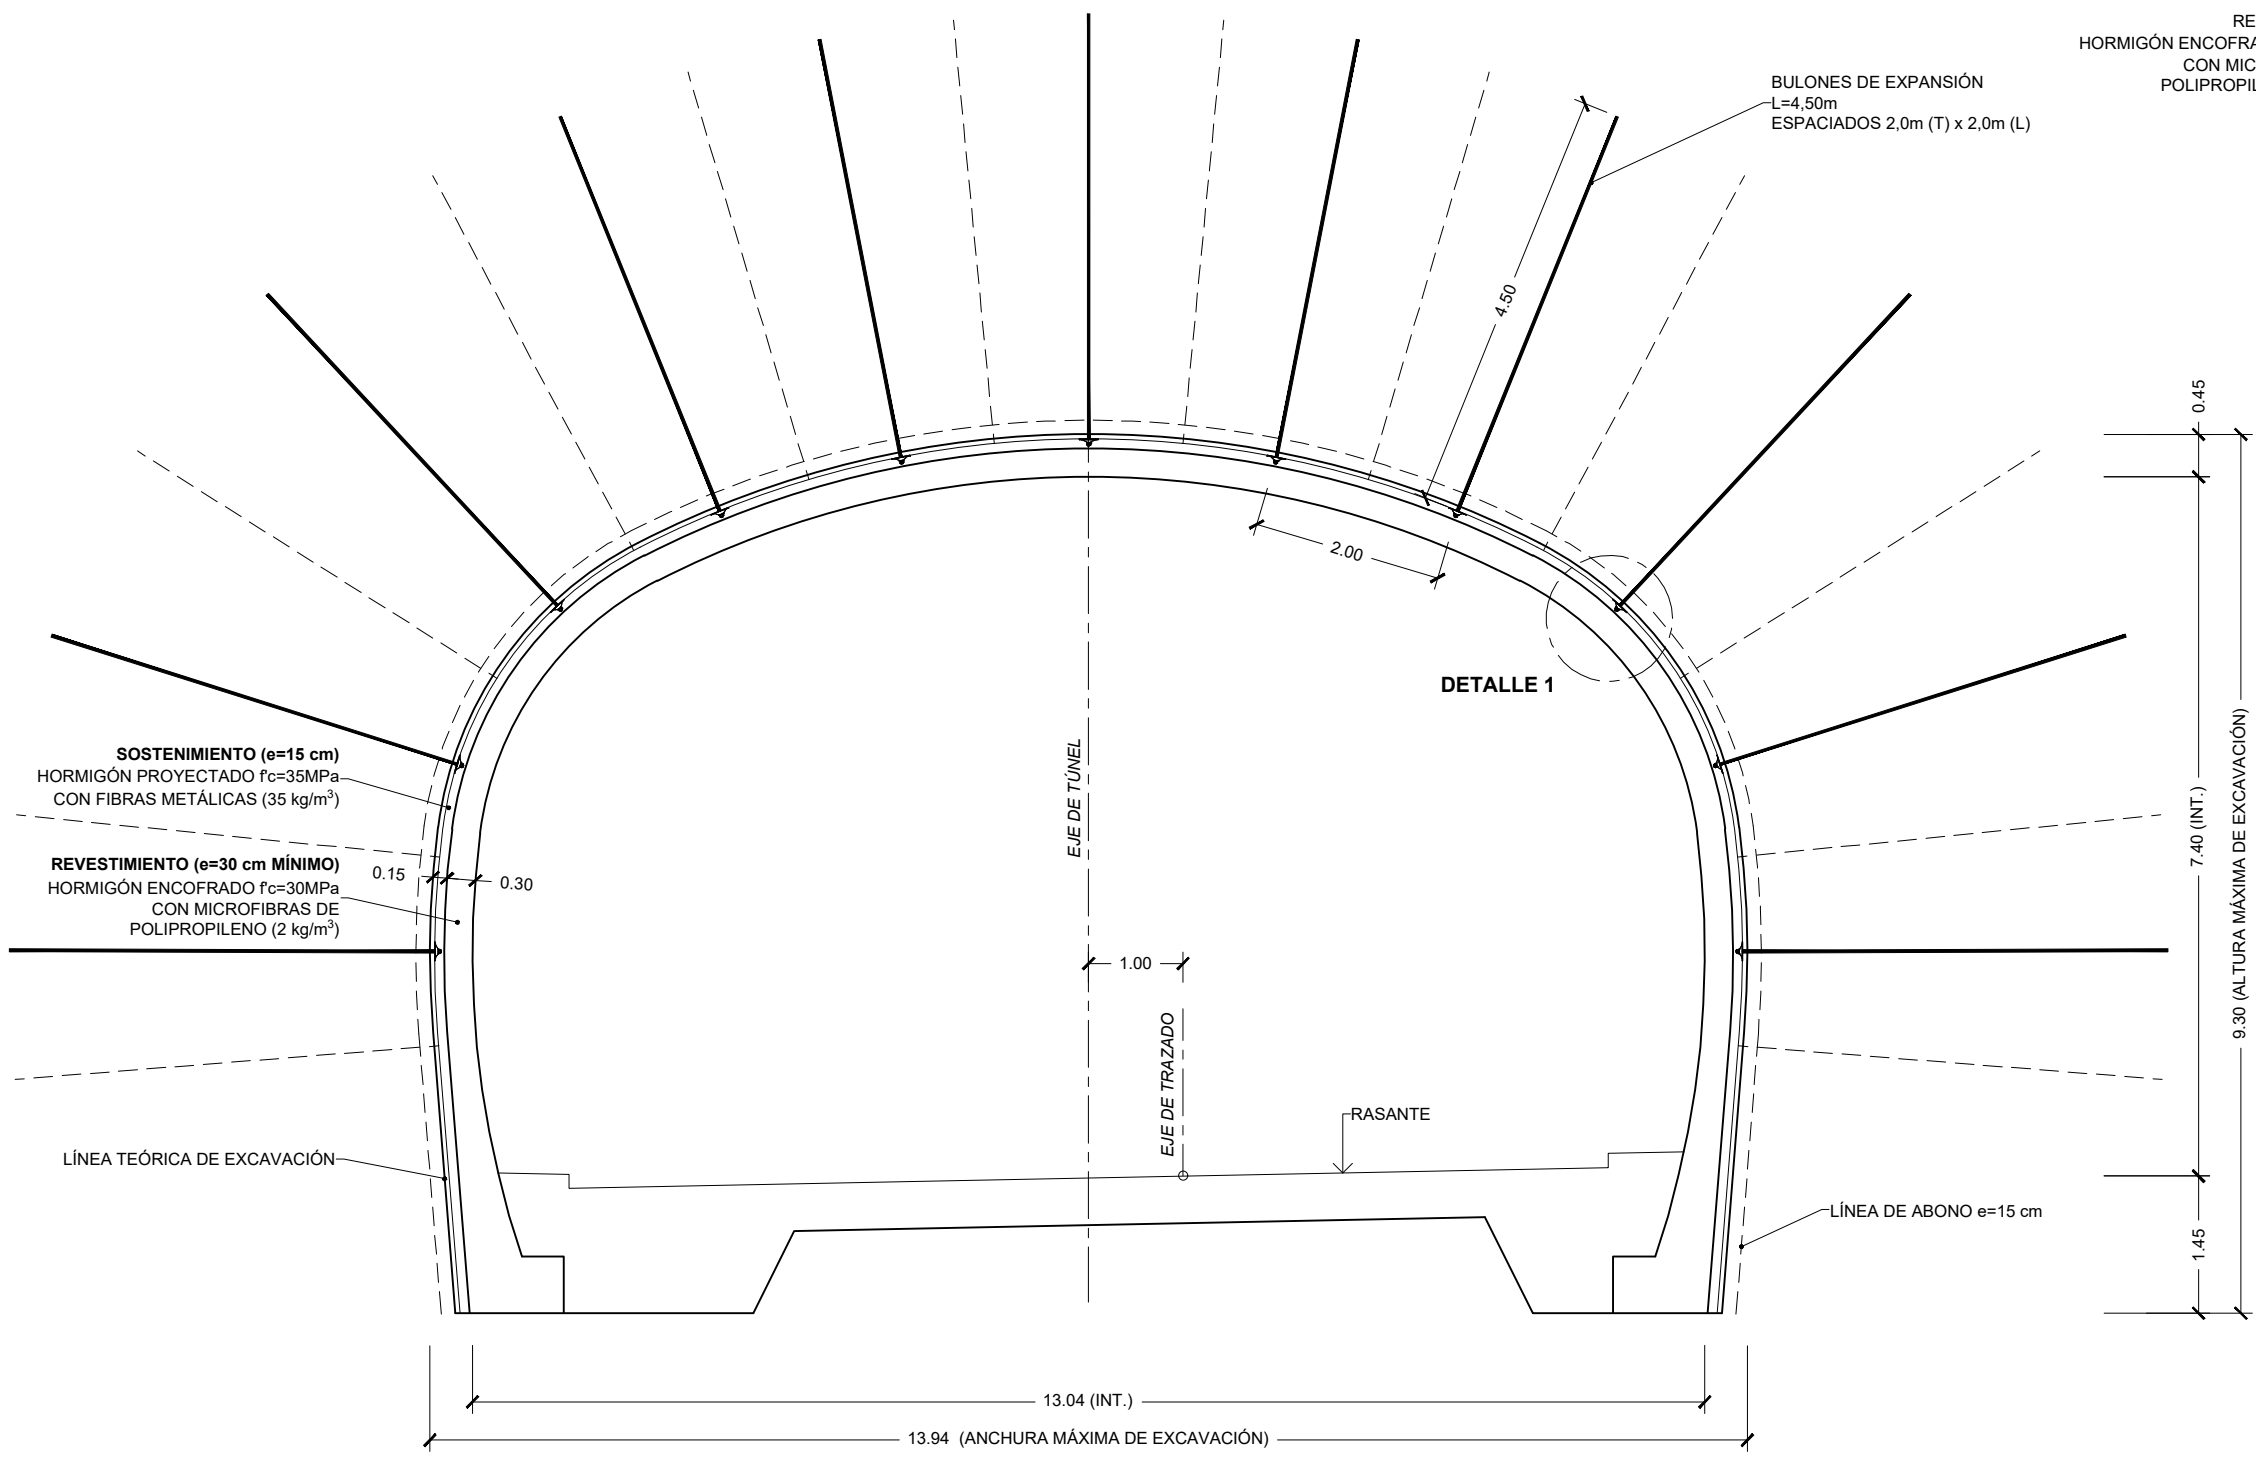 RE
HORMIGÓN ENCOFRA
CON MIC
POLIPROPIL
BULONES DE EXPANSIÓN
L=4,50m
ESPACIADOS 2,0m (T) x 2,0m (L)
4.50
0.45
2.00
DETALLE 1
EJE DE TÚNEL
SOSTENIMIENTO (e=15 cm)
HORMIGÓN PROYECTADO f'c=35MPa
CON FIBRAS METÁLICAS (35 kg/m³)
REVESTIMIENTO (e=30 cm MÍNIMO)
HORMIGÓN ENCOFRADO f'c=30MPa
CON MICROFIBRAS DE
POLIPROPILENO (2 kg/m³)
0.15
0.30
7.40 (INT.)
9.30 (ALTURA MÁXIMA DE EXCAVACIÓN)
1.00
EJE DE TRAZADO
RASANTE
LÍNEA TEÓRICA DE EXCAVACIÓN
LÍNEA DE ABONO e=15 cm
1.45
13.04 (INT.)
13.94 (ANCHURA MÁXIMA DE EXCAVACIÓN)